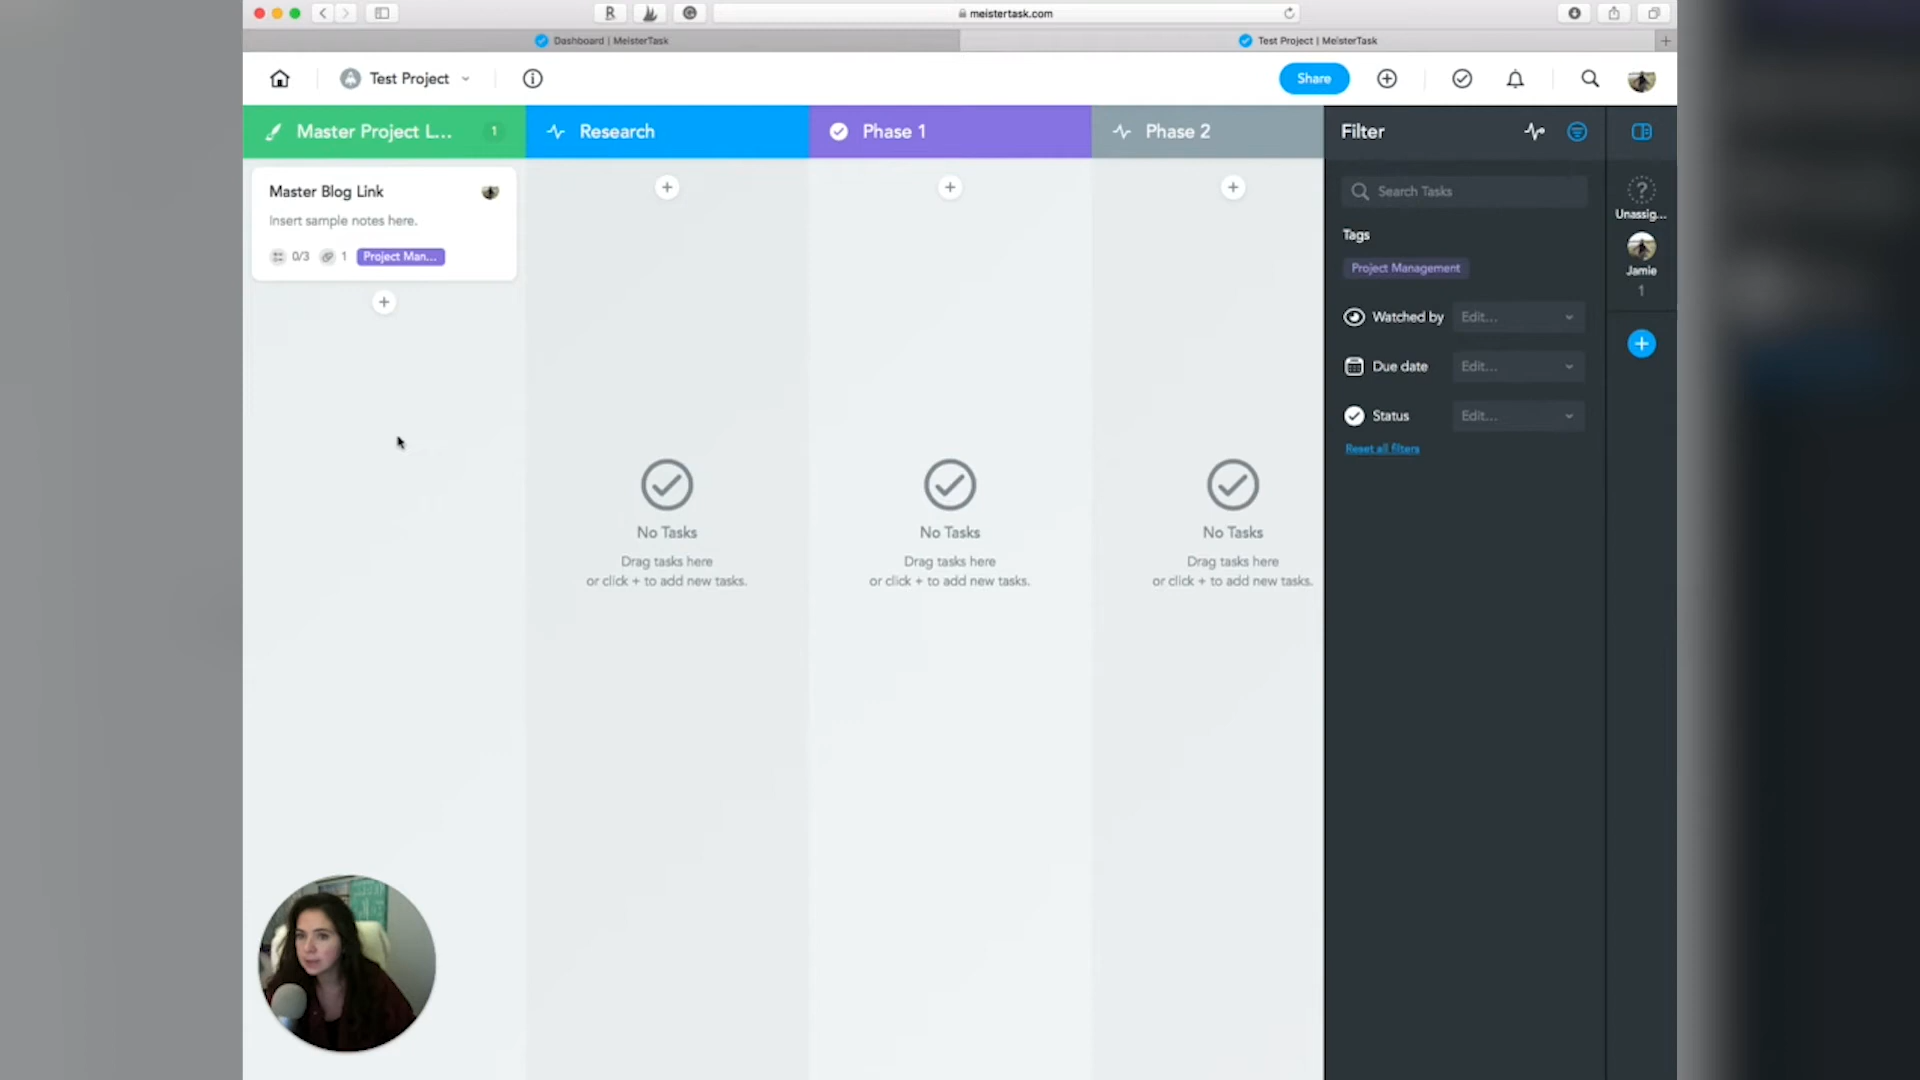 meistertask.com
Dashboard | MeisterTask
Test Project | MeisterTask
Test Project
Share
Master Project L...
1
Research
Phase 1
Phase 2
Filter
Master Blog Link
Insert sample notes here.
0/3
1
Project Man...
Search Tasks
Tags
Project Management
Watched by
Edit...
Due date
Edit...
Status
Edit...
Reset all filters
Unassig...
Jamie
1
No Tasks
Drag tasks here
or click + to add new tasks.
No Tasks
Drag tasks here
or click + to add new tasks.
No Tasks
Drag tasks here
or click + to add new tasks.